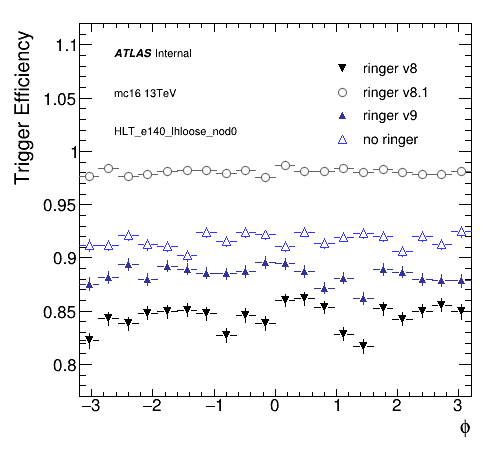 Trigger Efficiency
1.1
1.05
1
0.95
0.9
0.85
0.8
ATLAS Internal
mc16 13TeV
HLT_e140_lhloose_nod0
ringer v8
ringer v8.1
ringer v9
no ringer
−3 −2 −1 0 1 2 3
ϕ